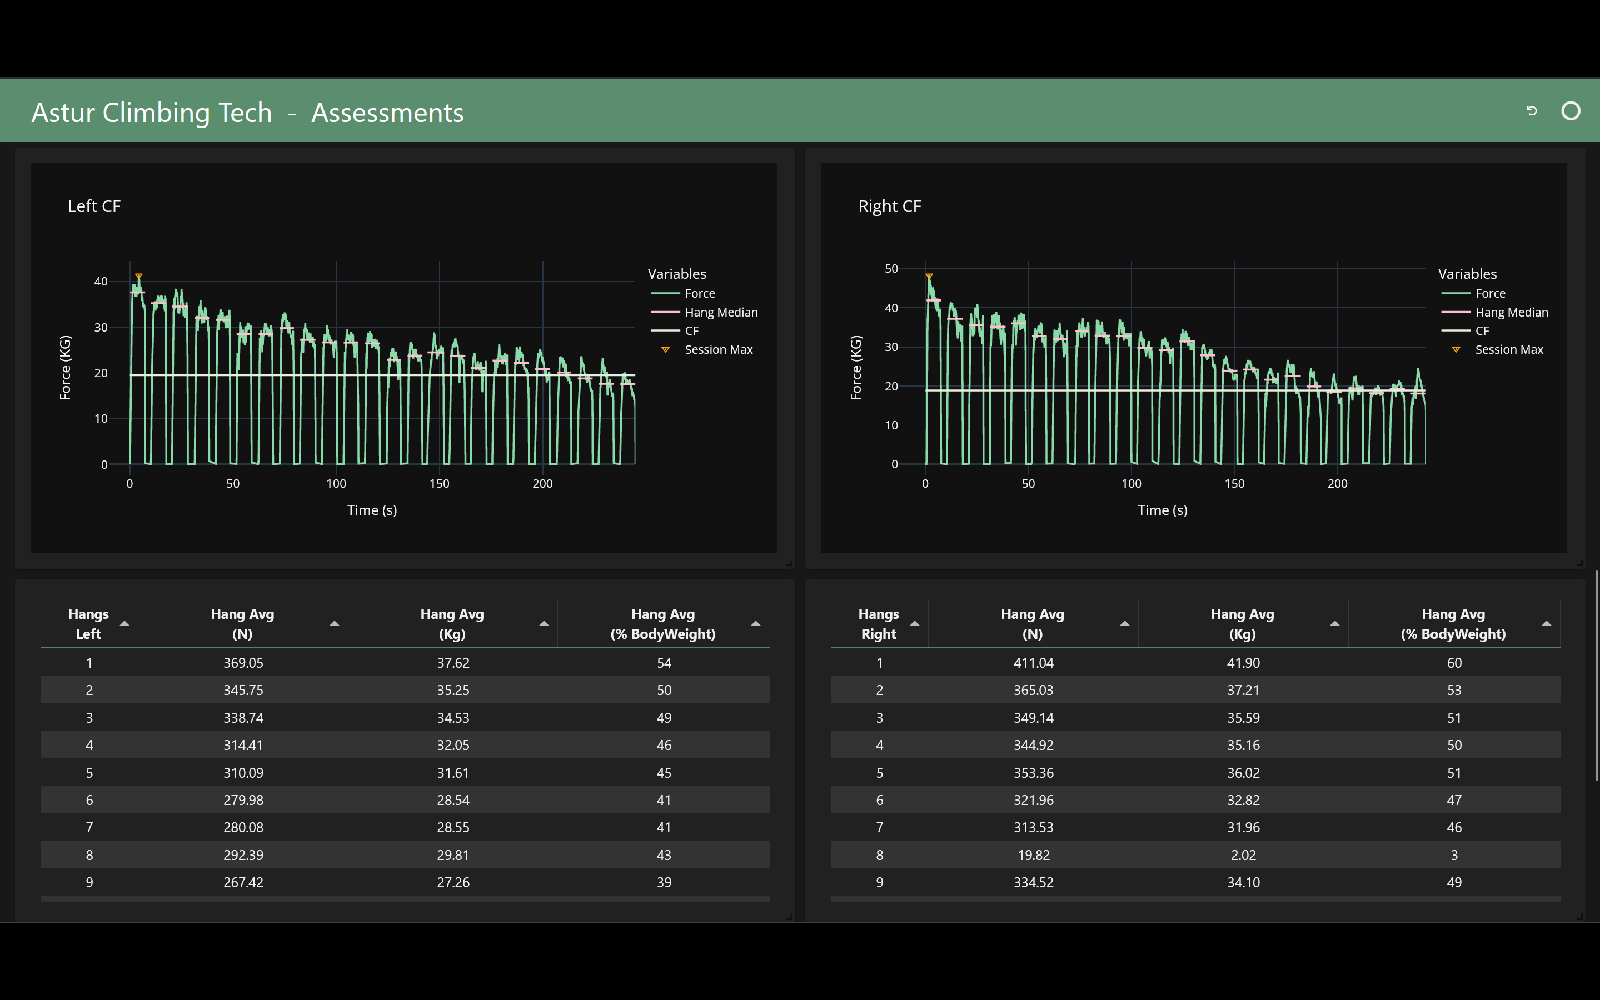 Astur Climbing Tech - Assessments
Left CF
40
30
20
10
0
Force (KG)
0 50 100 150 200
Time (s)
Variables
Force
Hang Median
CF
Session Max
Right CF
50
40
30
20
10
0
Force (KG)
0 50 100 150 200
Time (s)
Variables
Force
Hang Median
CF
Session Max
Hangs Left Hang Avg (N) Hang Avg (Kg) Hang Avg (% BodyWeight)
1 369.05 37.62 54
2 345.75 35.25 50
3 338.74 34.53 49
4 314.41 32.05 46
5 310.09 31.61 45
6 279.98 28.54 41
7 280.08 28.55 41
8 292.39 29.81 43
9 267.42 27.26 39
Hangs Right Hang Avg (N) Hang Avg (Kg) Hang Avg (% BodyWeight)
1 411.04 41.90 60
2 365.03 37.21 53
3 349.14 35.59 51
4 344.92 35.16 50
5 353.36 36.02 51
6 321.96 32.82 47
7 313.53 31.96 46
8 19.82 2.02 3
9 334.52 34.10 49